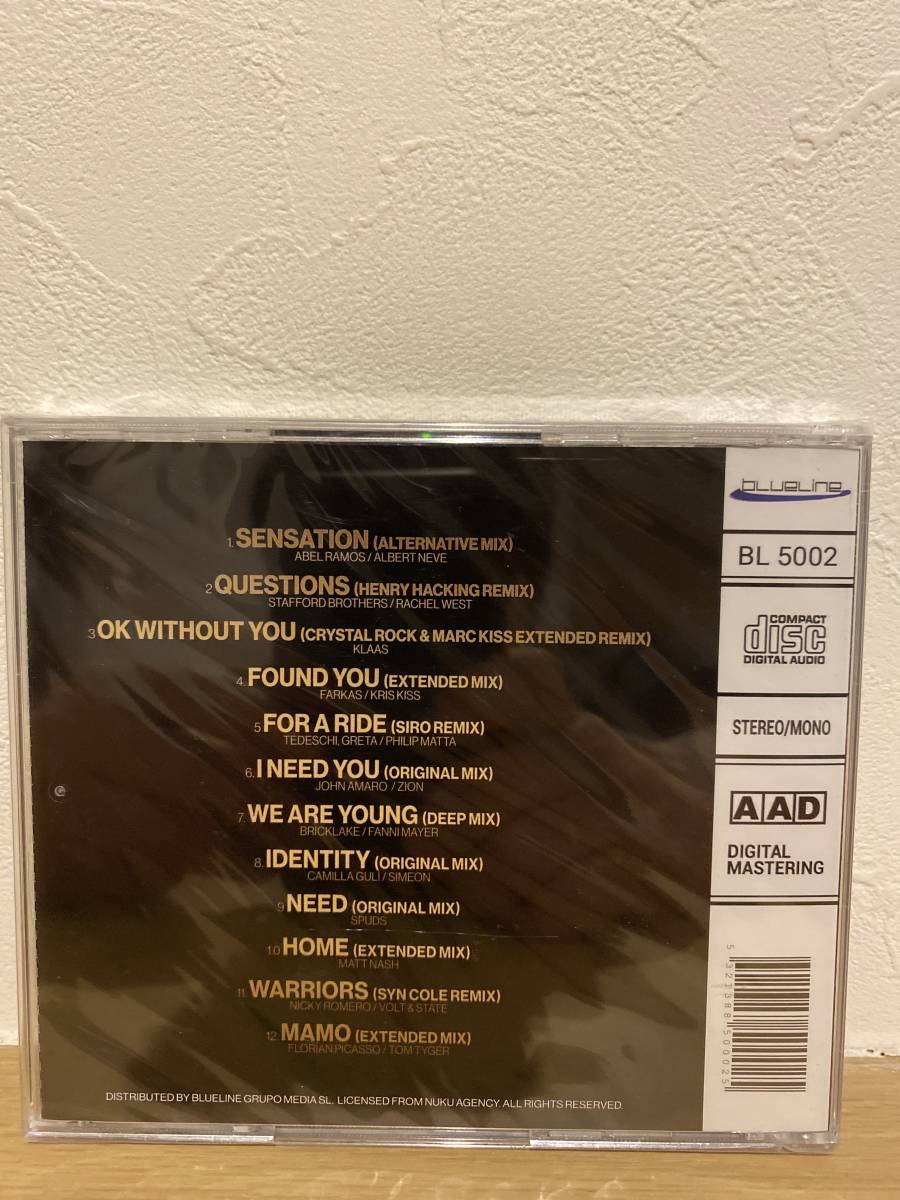 1. SENSATION (ALTERNATIVE MIX)
ABEL RAMOS / ALBERT NEVE
2. QUESTIONS (HENRY HACKING REMIX)
STAFFORD BROTHERS / RACHEL WEST
3 OK WITHOUT YOU (CRYSTAL ROCK & MARC KISS EXTENDED REMIX)
KLAAS
4. FOUND YOU (EXTENDED MIX)
FARKAS / KRIS KISS
5 FOR A RIDE (SIRO REMIX)
TEDESCHI, GRETA / PHILIP MATTA
6. I NEED YOU (ORIGINAL MIX)
JOHN AMARO / ZION
7. WE ARE YOUNG (DEEP MIX)
BRICKLAKE / FANNI MAYER
8. IDENTITY (ORIGINAL MIX)
CAMILLA GULI / SIMEON
9 NEED (ORIGINAL MIX)
SPUDS
10 HOME (EXTENDED MIX)
MATT NASH
11. WARRIORS (SYN COLE REMIX)
NICKY ROMERO / VOLT & STATE
12. MAMO (EXTENDED MIX)
FLORIAN PICASSO / TOM TYGER
DISTRIBUTED BY BLUELINE GRUPO MEDIA SL. LICENSED FROM NUKU AGENCY. ALL RIGHTS RESERVED.
BLUELINE
BL 5002
COMPACT
disc
DIGITAL AUDIO
STEREO/MONO
AAD
DIGITAL
MASTERING